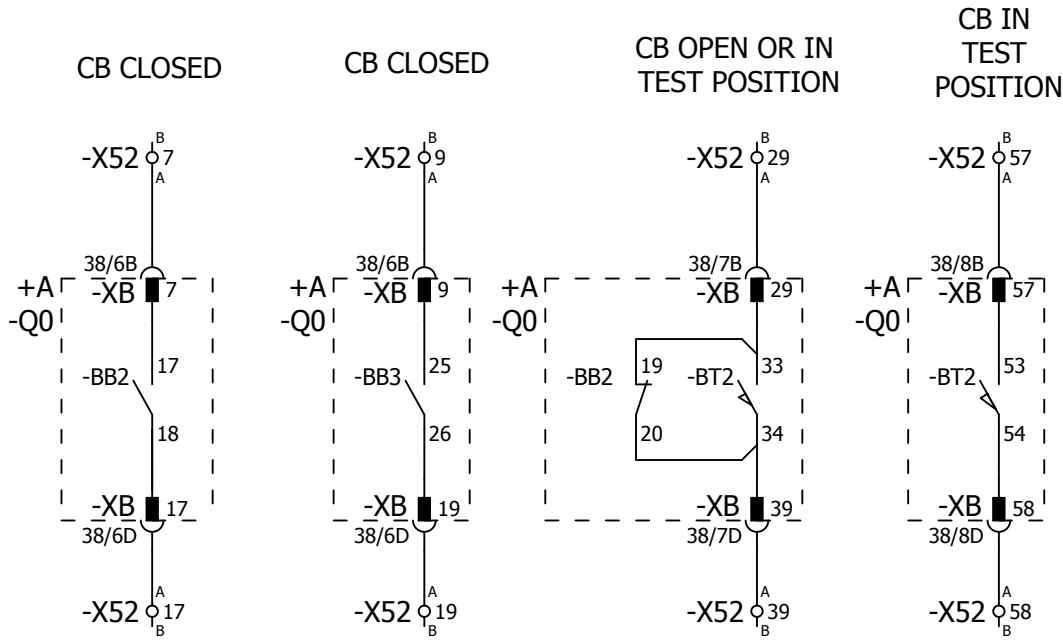 CB CLOSED
CB CLOSED
CB OPEN OR IN
TEST POSITION
CB IN
TEST
POSITION
B
-X52 7
A
B
-X52 9
A
B
-X52 29
A
B
-X52 57
A
38/6B
38/6B
38/7B
38/8B
+A
-XB 7
-Q0
+A
-XB 9
-Q0
+A
-XB 29
-Q0
+A
-XB 57
-Q0
17
-BB2
18
25
-BB3
26
19
-BB2
20
33
-BT2
34
53
-BT2
54
-XB 17
-XB 19
-XB 39
-XB 58
38/6D
38/6D
38/7D
38/8D
A
-X52 17
B
A
-X52 19
B
A
-X52 39
B
A
-X52 58
B